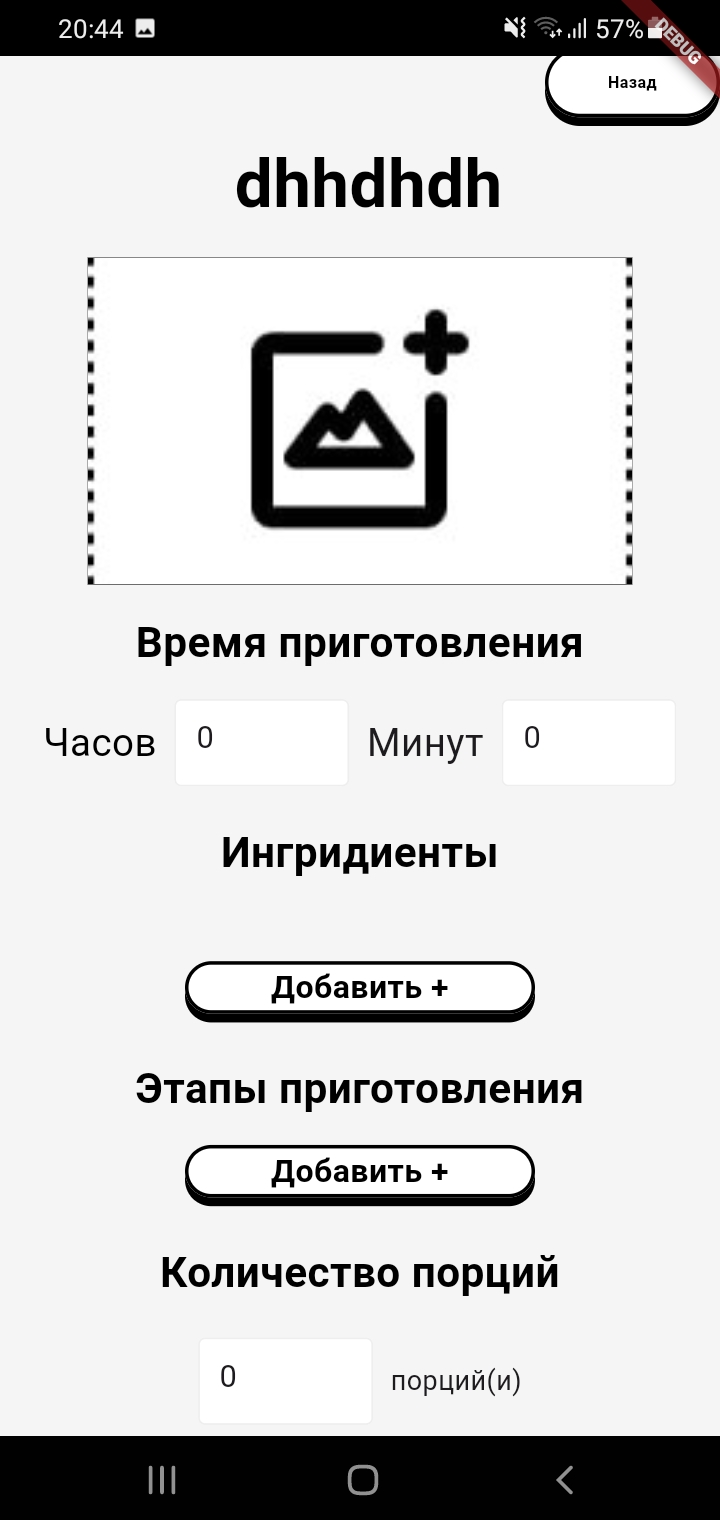 20:44 57%
DEBUG
Назад
dhhdhdh
Время приготовления
Часов 0 Минут 0
Ингридиенты
Добавить +
Этапы приготовления
Добавить +
Количество порций
0 порций(и)